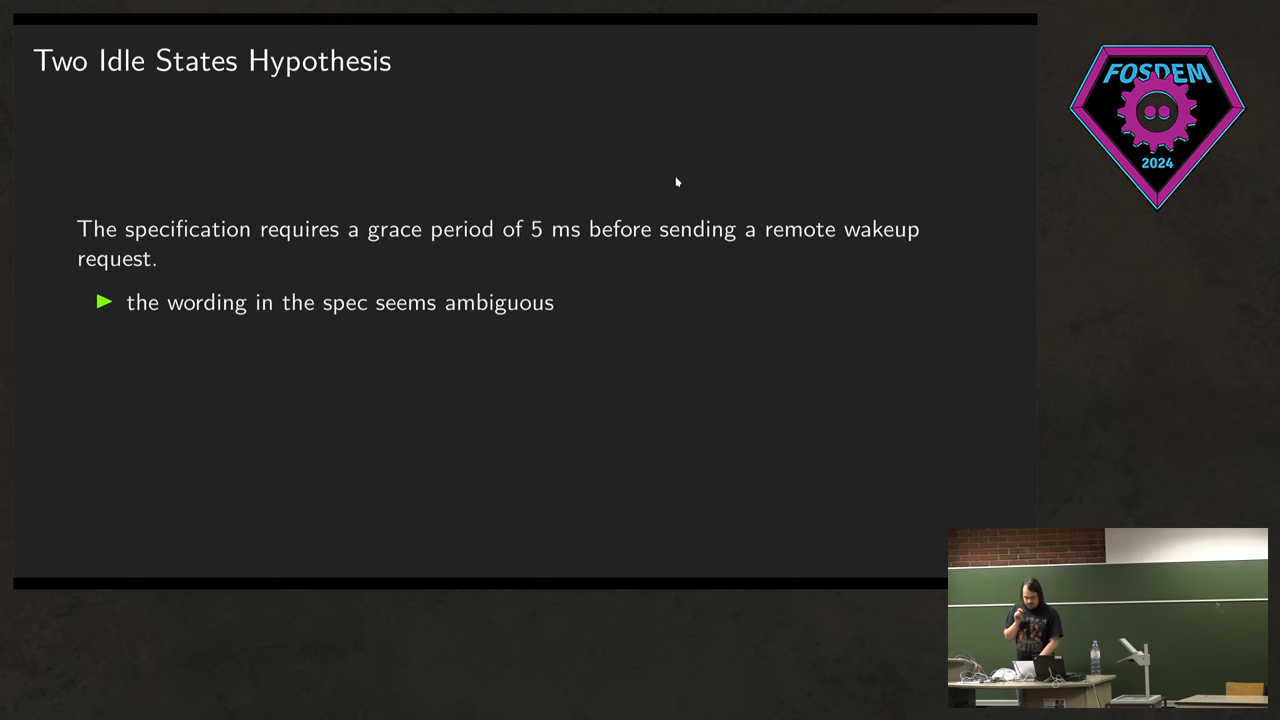 Two Idle States Hypothesis
FOSDEM
2024
The specification requires a grace period of 5 ms before sending a remote wakeup
request.
the wording in the spec seems ambiguous